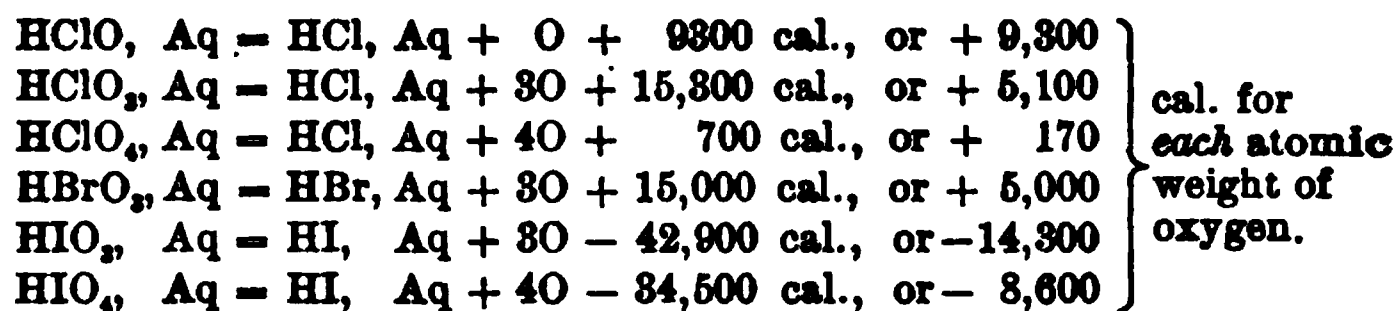 HClO, Aq = HCl, Aq + O + 9300 cal., or + 9,300
HClO₃, Aq = HCl, Aq + 3O + 15,300 cal., or + 5,100
HClO₄, Aq = HCl, Aq + 4O + 700 cal., or + 170
HBrO₃, Aq = HBr, Aq + 3O + 15,000 cal., or + 5,000
HIO₃, Aq = HI, Aq + 3O − 42,900 cal., or −14,300
HIO₄, Aq = HI, Aq + 4O − 34,500 cal., or − 8,600
cal. for
each atomic
weight of
oxygen.